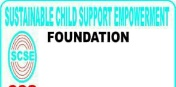 SUSTAINABLE CHILD SUPPORT EMPOWERMENT
FOUNDATION
SCSE